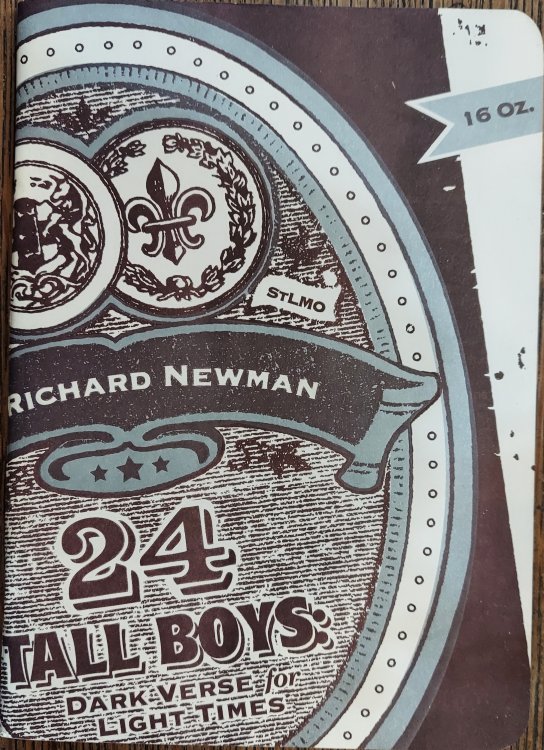 16 OZ.
STLMO
RICHARD NEWMAN
24
TALL BOYS:
DARK VERSE for
LIGHT TIMES